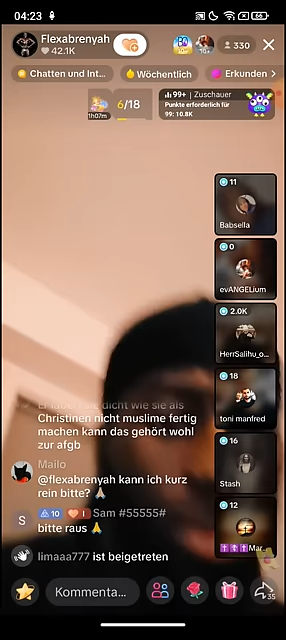 04:23
66
Flexabrenyah
42.1K
10+
330
Chatten und Int...
Wöchentlich
Erkunden
1h07m
6/18
99+ | Zuschauer
Punkte erforderlich für
99: 10.8K
11
Babsella
0
evANGELium
2.0K
HerrSalihu_o...
18
toni manfred
16
Stash
12
✝️✝️✝️Mar...
wie sie als
Christinen nicht muslime fertig
machen kann das gehört wohl
zur afgb
Mailo
@flexabrenyah kann ich kurz
rein bitte? 🙏🏻
S
10
1
Sam #55555#
bitte raus 🙏
limaaa777 ist beigetreten
Kommenta...
35